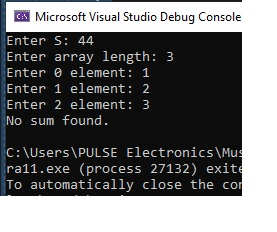 Microsoft Visual Studio Debug Console
Enter S: 44
Enter array length: 3
Enter 0 element: 1
Enter 1 element: 2
Enter 2 element: 3
No sum found.
C:\Users\PULSE Electronics\Mus
ra11.exe (process 27132) exite
To automatically close the con